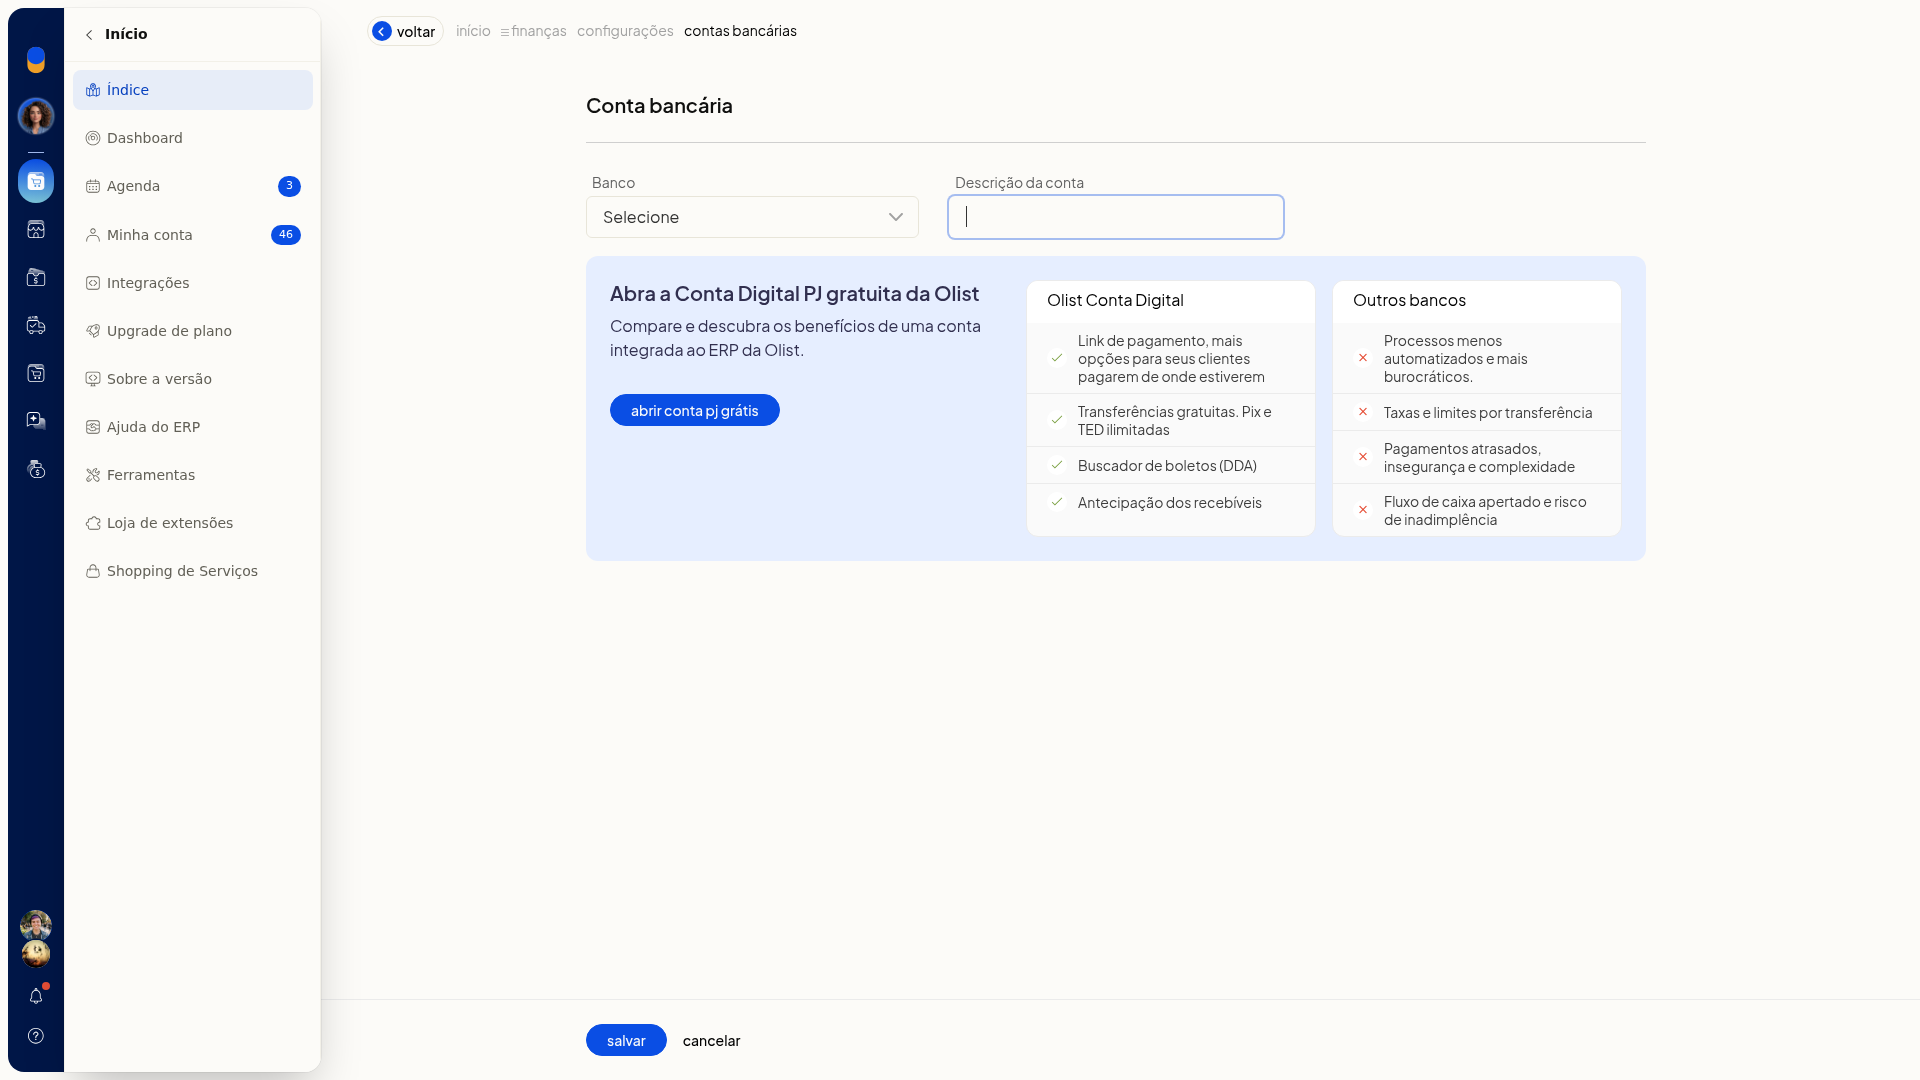 Início
Índice
Dashboard
Agenda
3
Minha conta
46
Integrações
Upgrade de plano
Sobre a versão
Ajuda do ERP
Ferramentas
Loja de extensões
Shopping de Serviços
voltar
início
finanças
configurações
contas bancárias
Conta bancária
Banco
Selecione
Descrição da conta
Abra a Conta Digital PJ gratuita da Olist
Compare e descubra os benefícios de uma conta
integrada ao ERP da Olist.
abrir conta pj grátis
Olist Conta Digital
Link de pagamento, mais
opções para seus clientes
pagarem de onde estiverem
Transferências gratuitas. Pix e
TED ilimitadas
Buscador de boletos (DDA)
Antecipação dos recebíveis
Outros bancos
Processos menos
automatizados e mais
burocráticos.
Taxas e limites por transferência
Pagamentos atrasados,
insegurança e complexidade
Fluxo de caixa apertado e risco
de inadimplência
salvar
cancelar